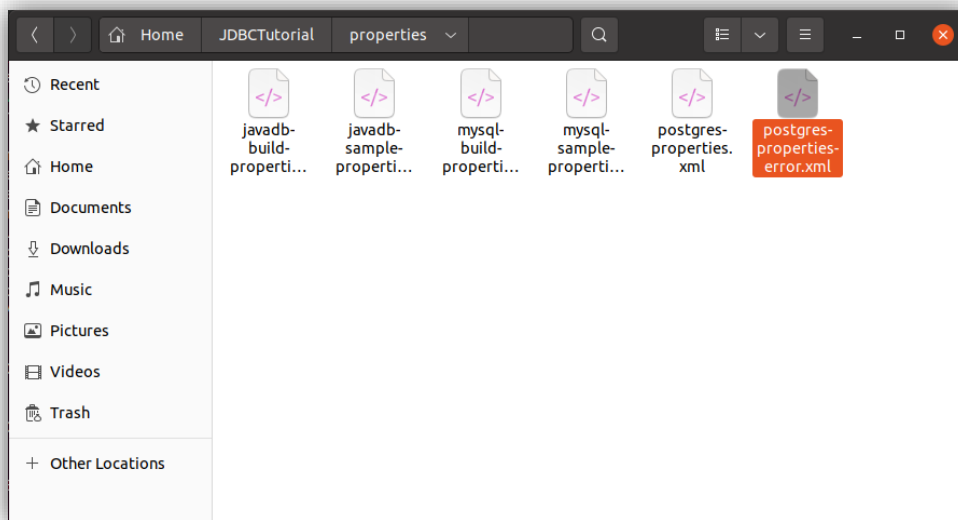 Home JDBCTutorial properties
Recent
Starred
Home
Documents
Downloads
Music
Pictures
Videos
Trash
Other Locations
javadb-
build-
properti...
javadb-
sample-
properti...
mysql-
build-
properti...
mysql-
sample-
properti...
postgres-
properties.
xml
postgres-
properties-
error.xml